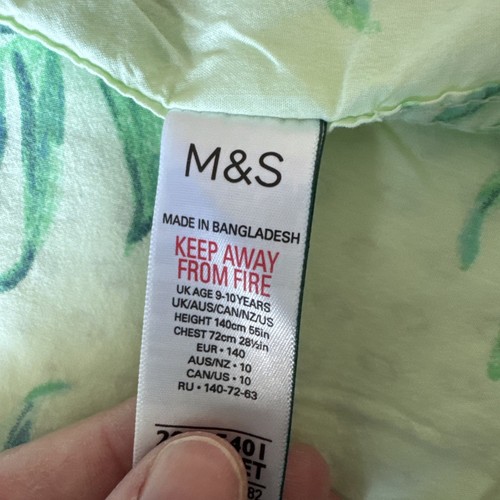 M&S
MADE IN BANGLADESH
KEEP AWAY
FROM FIRE
UK AGE 9-10 YEARS
UK/AUS/CAN/NZ/US
HEIGHT 140cm 55in
CHEST 72cm 28½in
EUR • 140
AUS/NZ • 10
CAN/US • 10
RU • 140-72-63
82